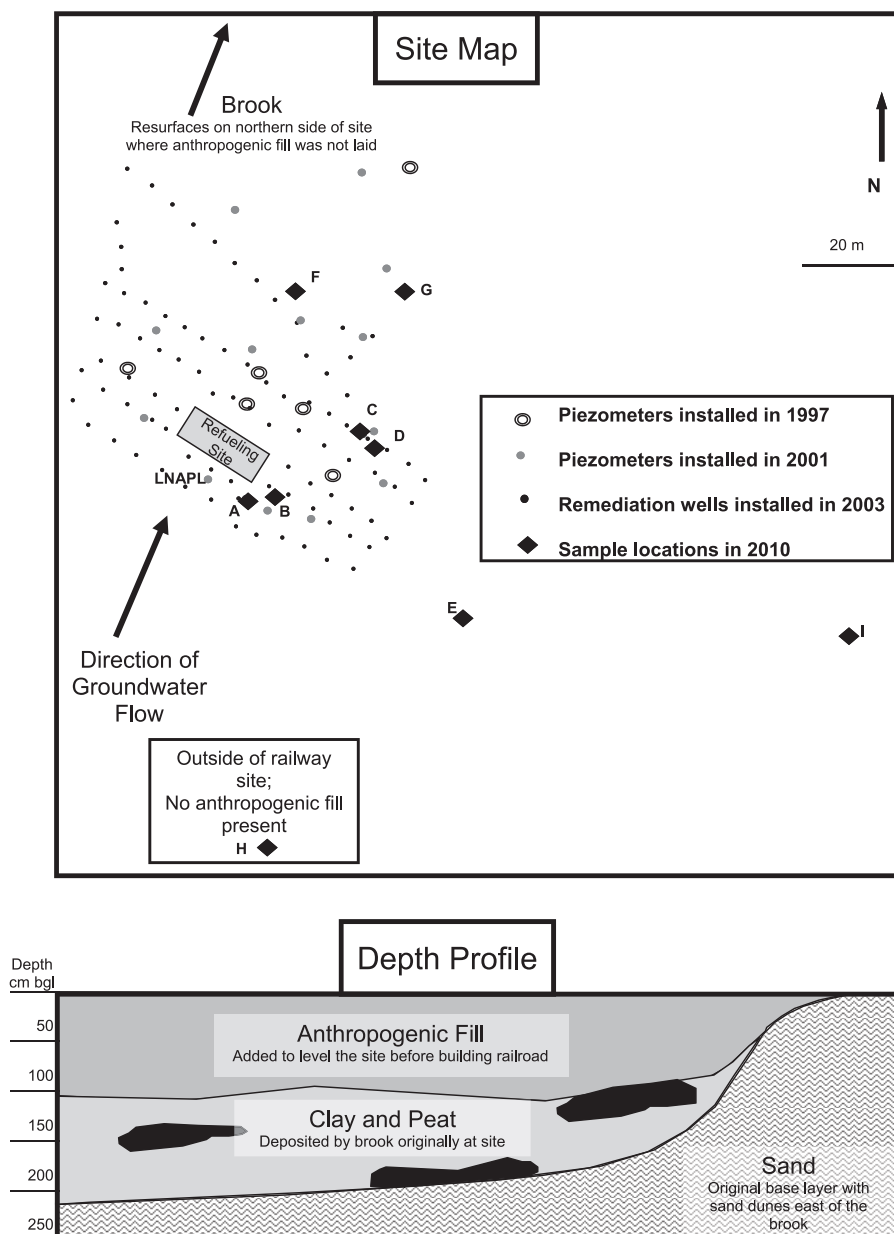 Site Map
Brook
Resurfaces on northern side of site
where anthropogenic fill was not laid
N
20 m
F
G
C
D
Refueling
Site
LNAPL
A
B
E
I
Piezometers installed in 1997
Piezometers installed in 2001
Remediation wells installed in 2003
Sample locations in 2010
Direction of
Groundwater
Flow
Outside of railway
site;
No anthropogenic fill
present
H
Depth Profile
Depth
cm bgl
50
100
150
200
250
Anthropogenic Fill
Added to level the site before building railroad
Clay and Peat
Deposited by brook originally at site
Sand
Original base layer with
sand dunes east of the
brook